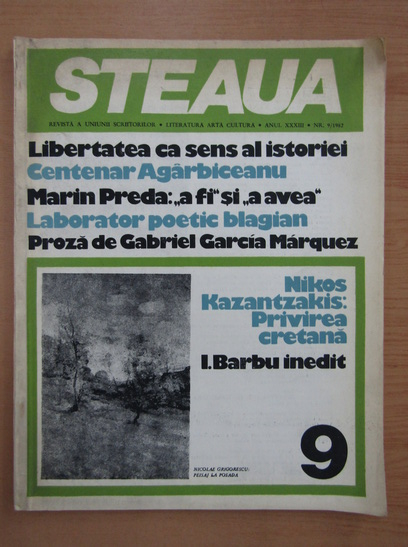 STEAUA
REVISTA A UNIUNII SCRIITORILOR • LITERATURA ARTA CULTURA • ANUL XXXIII • NR. 9/1982
Libertatea ca sens al istoriei
Centenar Agârbiceanu
Marin Preda: „a fi“ și „a avea“
Laborator poetic blagian
Proză de Gabriel García Márquez
Nikos
Kazantzakis:
Privirea
cretană
I. Barbu inedit
9
NICOLAE GRIGORESCU:
PEISAJ LA POSADA